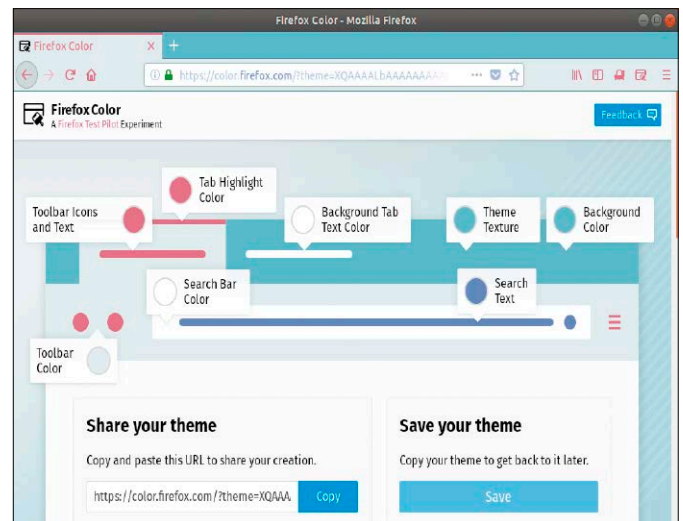 Firefox Color - Mozilla Firefox
Firefox Color
https://color.firefox.com/?theme=XQAAAALbAAAAAAAAA
Firefox Color
A Firefox Test Pilot Experiment
Feedback
Tab Highlight
Color
Toolbar Icons
and Text
Background Tab
Text Color
Theme
Texture
Background
Color
Search Bar
Color
Search
Text
Toolbar
Color
Share your theme
Copy and paste this URL to share your creation.
https://color.firefox.com/?theme=XQAAA
Copy
Save your theme
Copy your theme to get back to it later.
Save